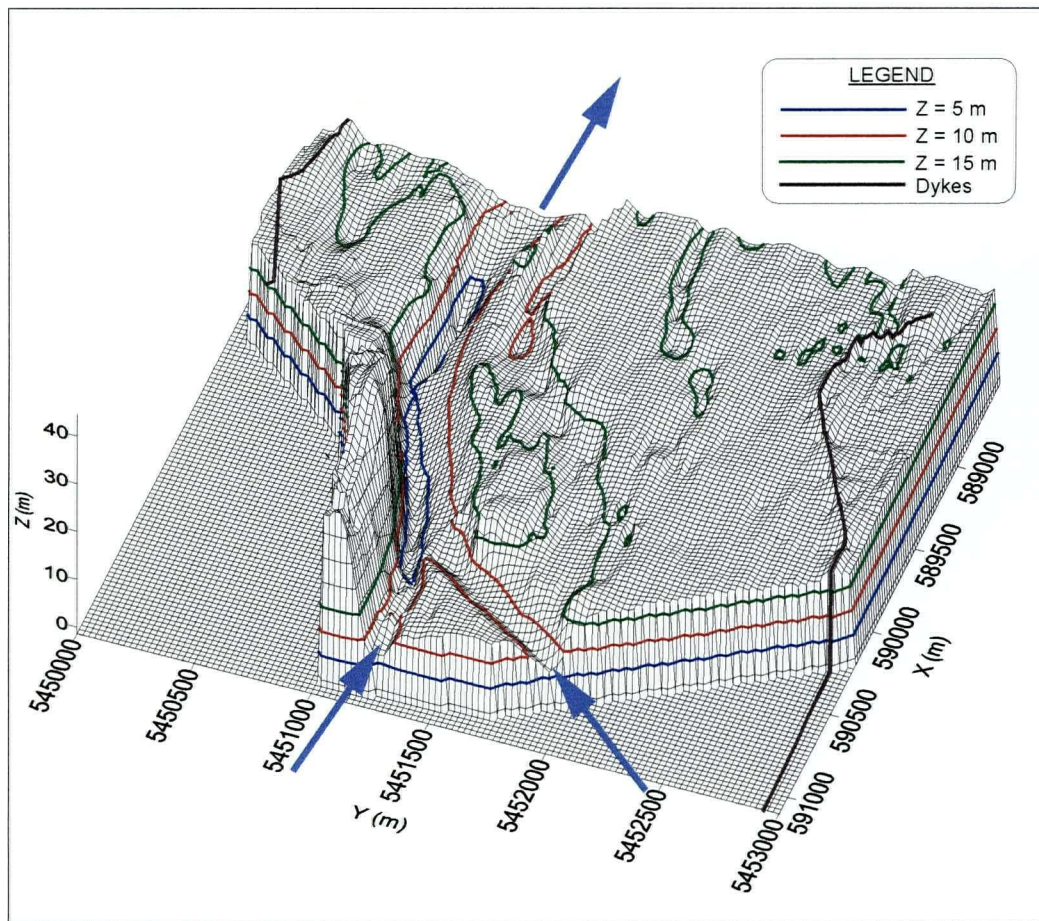 LEGEND
Z = 5 m
Z = 10 m
Z = 15 m
Dykes
40
30
20
10
0
Z (m)
5450000
5450500
5451000
5451500
5452000
5452500
5453000
Y (m)
589000
589500
590000
590500
591000
X (m)